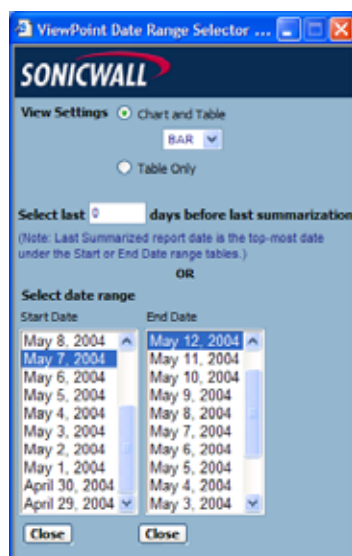 ViewPoint Date Range Selector ...
SONICWALL
View Settings Chart and Table
BAR
Table Only
Select last 0 days before last summarization
(Note: Last Summarized report date is the top-most date
under the Start or End Date range tables.)
OR
Select date range
Start Date
May 8, 2004
May 7, 2004
May 6, 2004
May 5, 2004
May 4, 2004
May 3, 2004
May 2, 2004
May 1, 2004
April 30, 2004
April 29, 2004
Close
End Date
May 12, 2004
May 11, 2004
May 10, 2004
May 9, 2004
May 8, 2004
May 7, 2004
May 6, 2004
May 5, 2004
May 4, 2004
May 3, 2004
Close